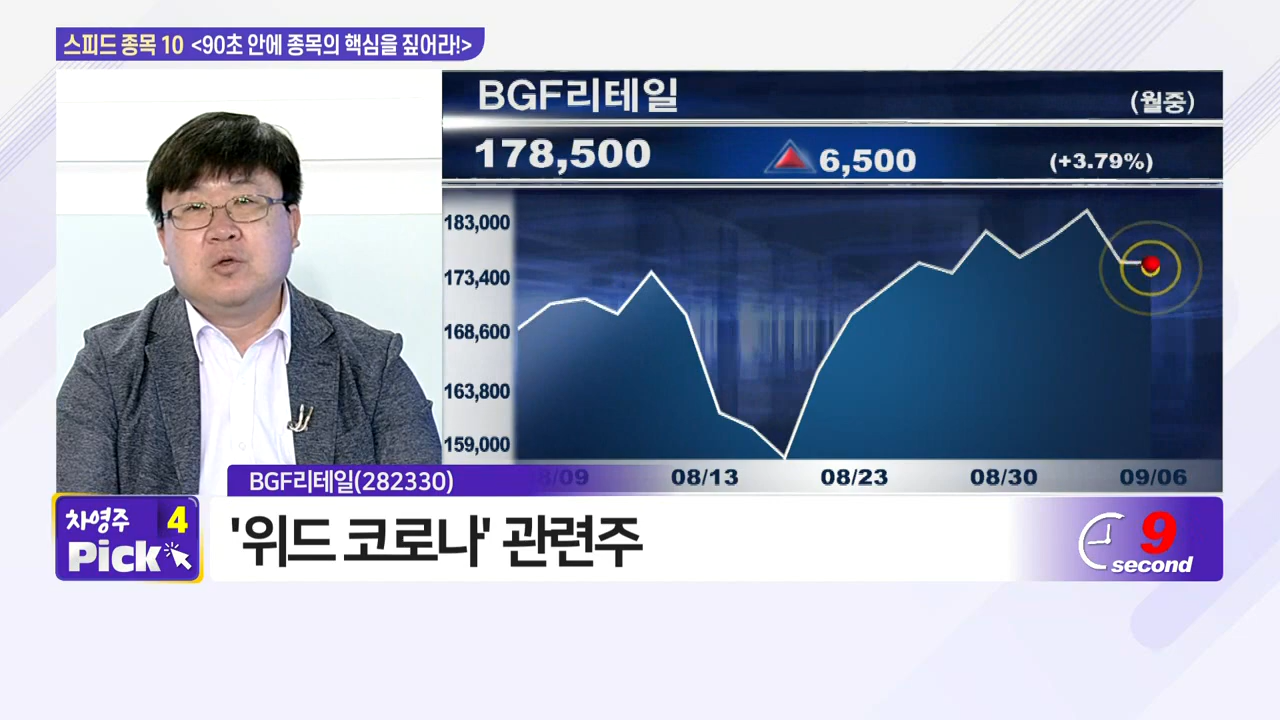 스피드 종목 10 <90초 안에 종목의 핵심을 짚어라!>
BGF리테일
(월중)
178,500 ▲ 6,500 (+3.79%)
183,000
173,400
168,600
163,800
159,000
08/13 08/23 08/30 09/06
BGF리테일(282330)
차영주 4
Pick
'위드 코로나' 관련주
9
second